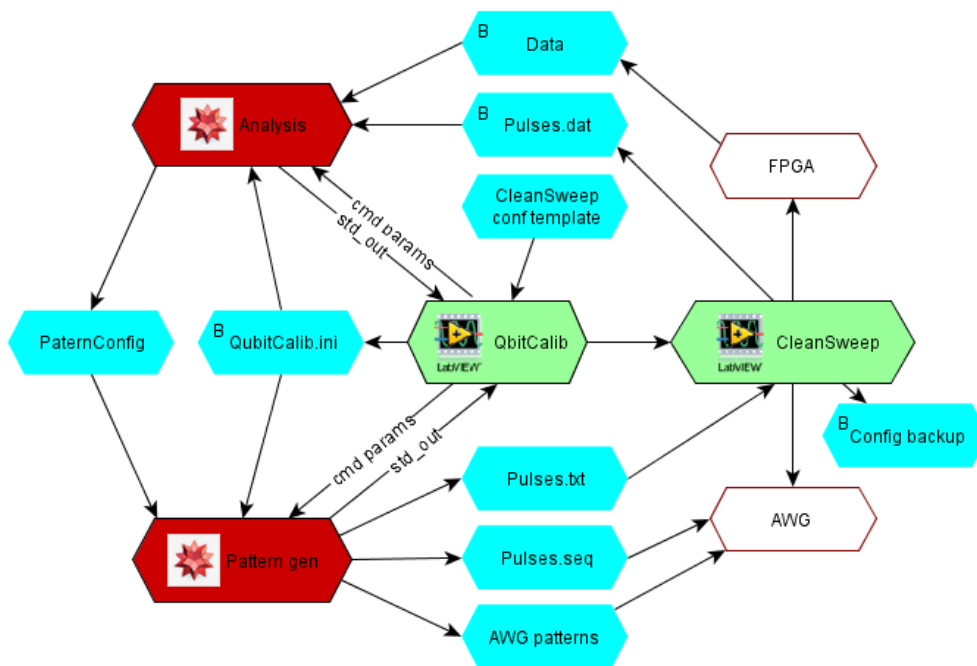 B
Data
Analysis
B
Pulses.dat
FPGA
CleanSweep
conf template
cmd params
std_out
PaternConfig
B
QubitCalib.ini
LabVIEW
QbitCalib
LabVIEW
CleanSweep
B
Config backup
cmd params
std_out
Pulses.txt
AWG
Pattern gen
Pulses.seq
AWG patterns